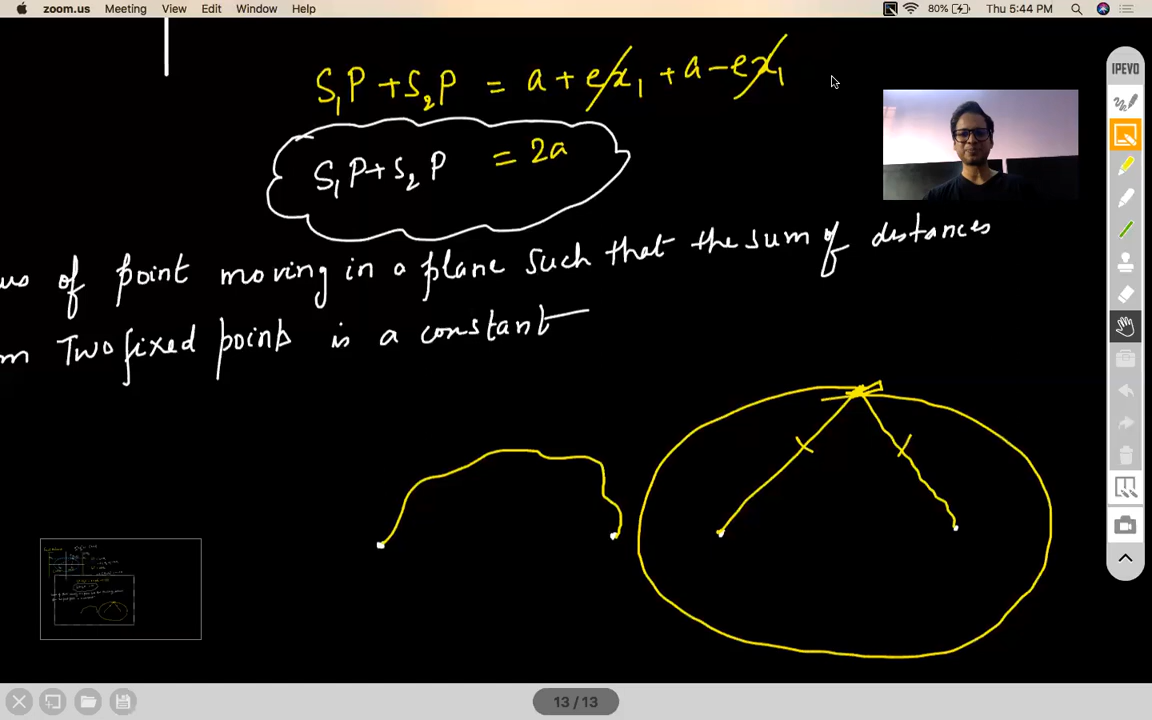 zoom.us Meeting View Edit Window Help 80% Thu 5:44 PM
IPEVO
S₁P + S₂P = a + ex₁ + a - ex₁
S₁P + S₂P = 2a
of point moving in a plane such that the sum of distances
Two fixed points is a constant
13 / 13